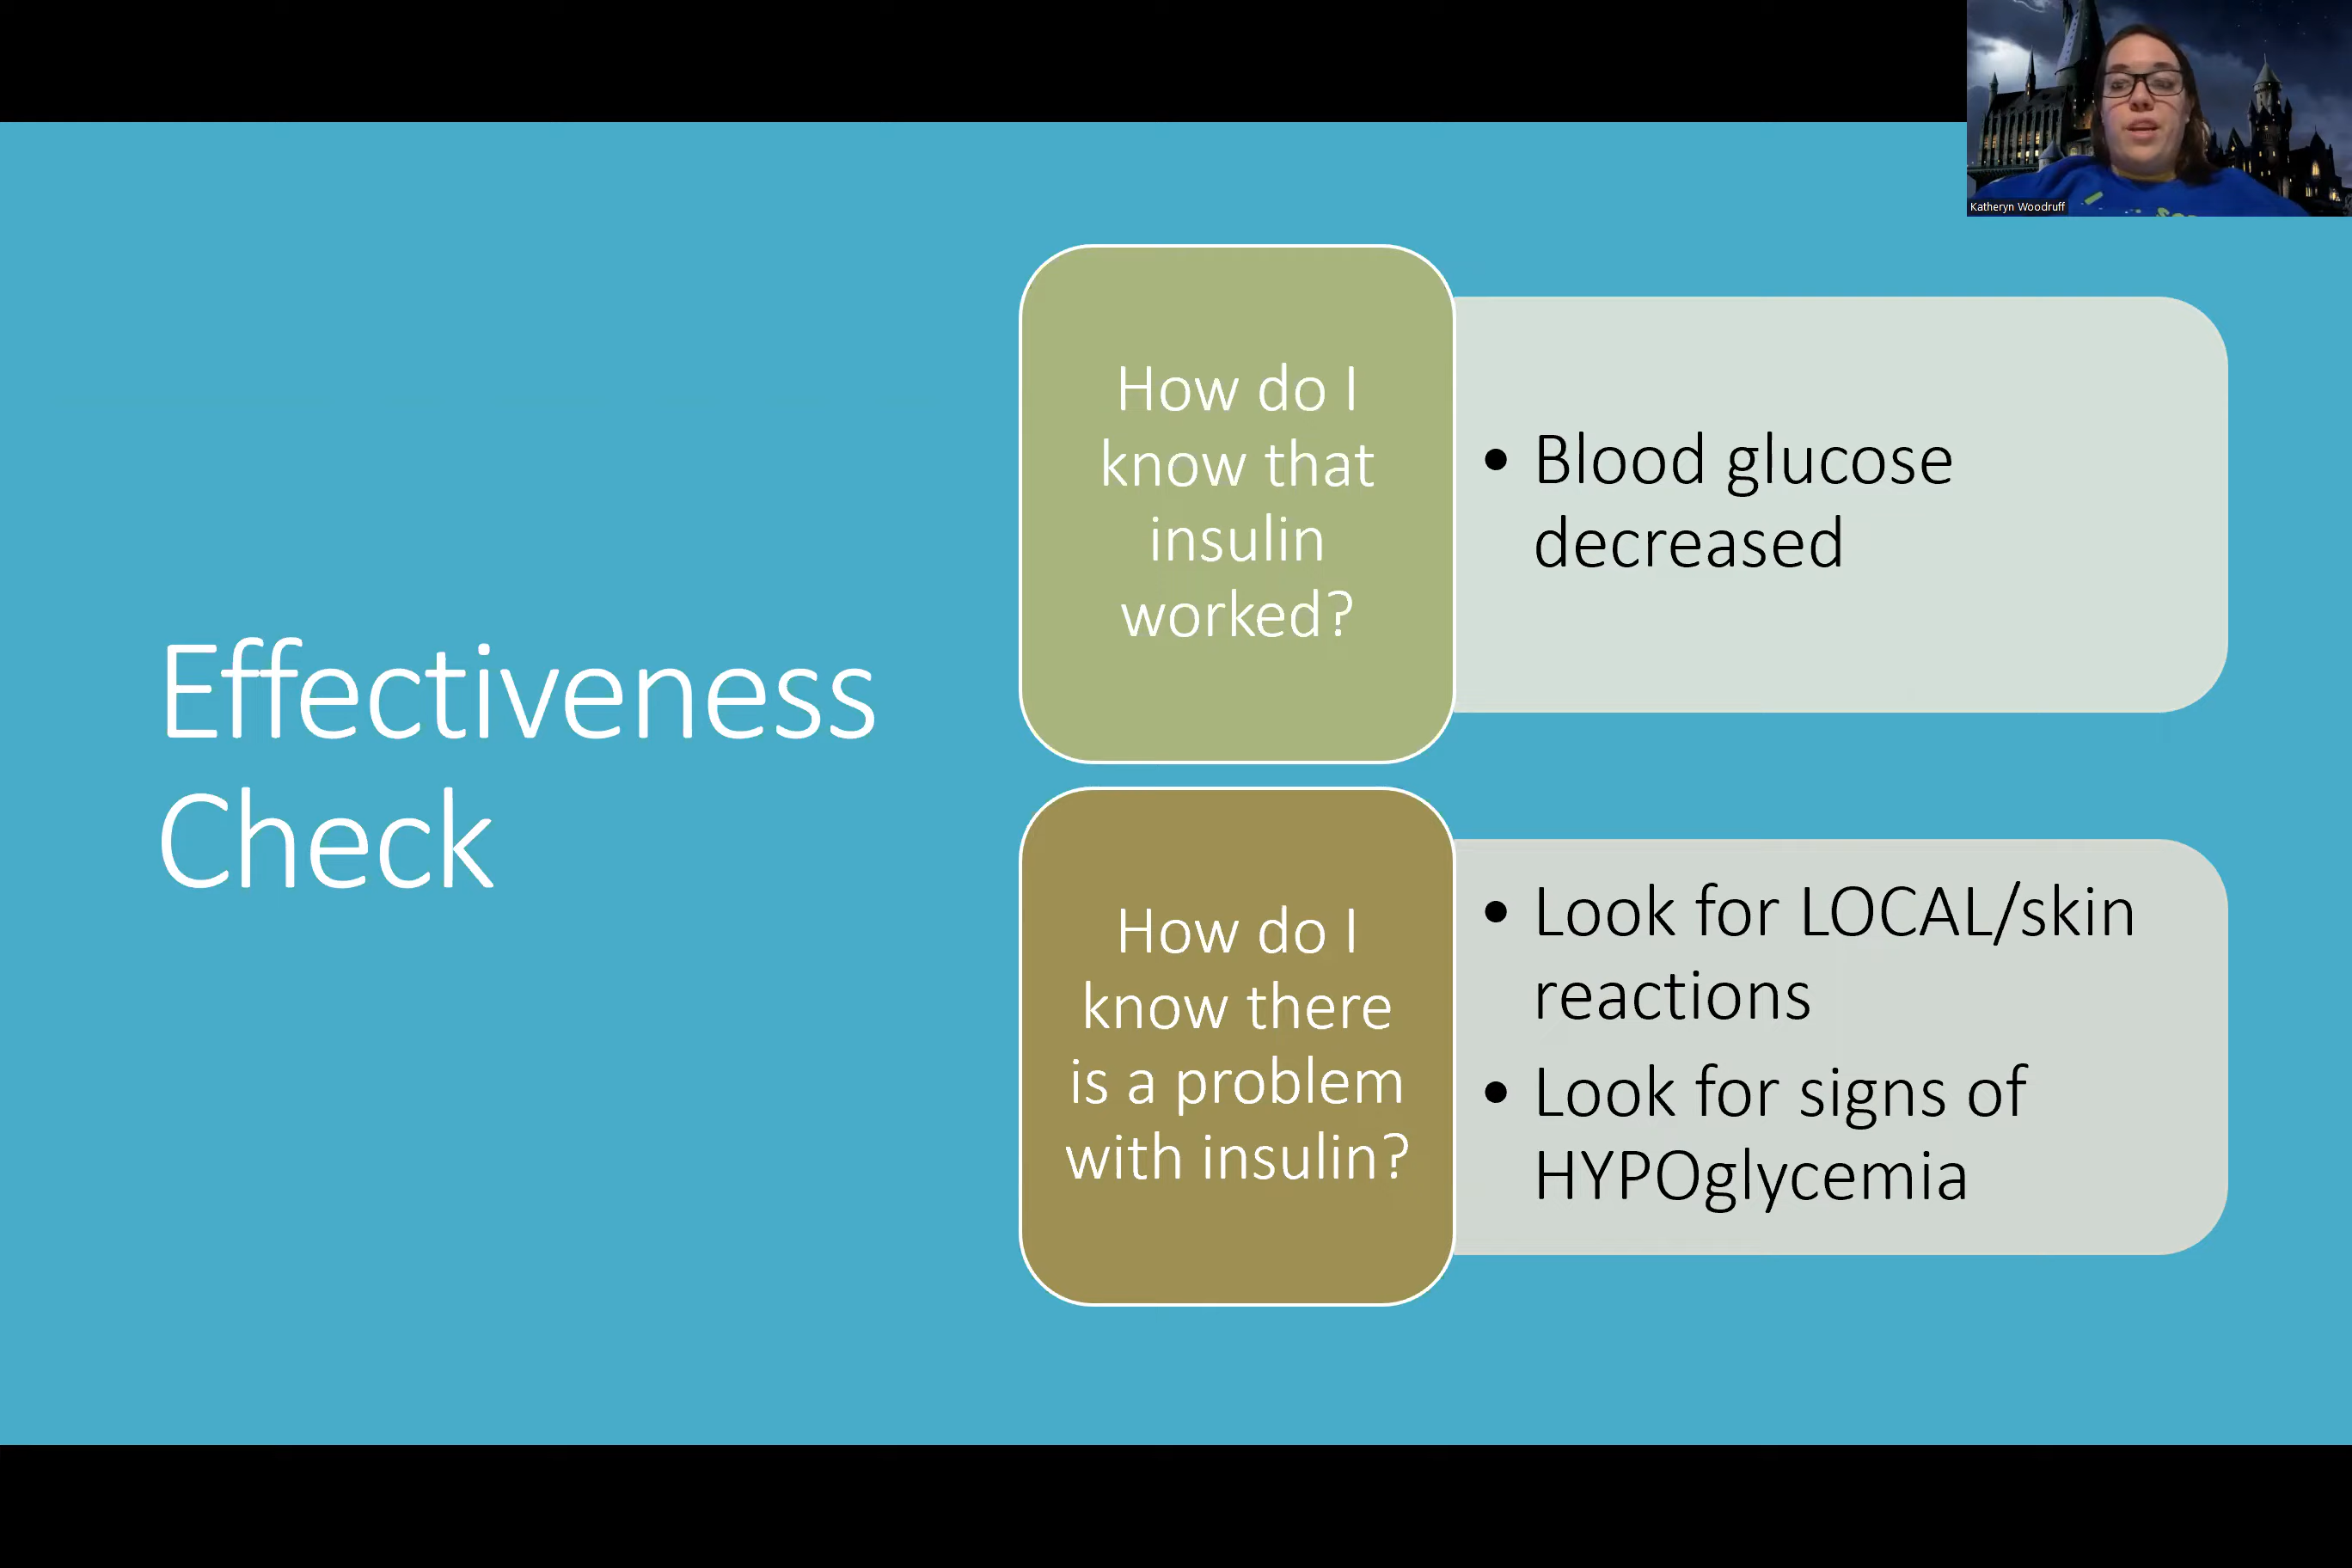 Katheryn Woodruff
Effectiveness
Check
How do I
know that
insulin
worked?
• Blood glucose
decreased
How do I
know there
is a problem
with insulin?
• Look for LOCAL/skin
reactions
• Look for signs of
HYPOglycemia